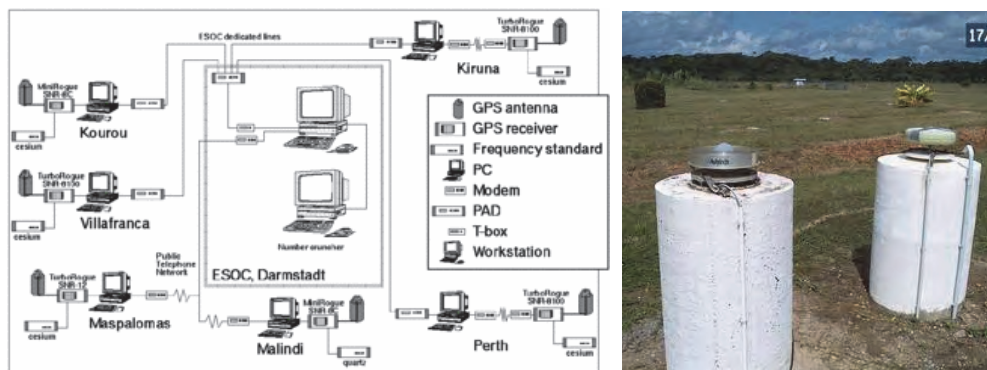 ESOC dedicated lines
TurboRogue
SNR-8100
Kiruna
cesium
MiniRogue
SNR-8C
Kourou
cesium
GPS antenna
GPS receiver
Frequency standard
PC
Modem
PAD
T-box
Workstation
TurboRogue
SNR-8100
Villafranca
cesium
Number cruncher
ESOC, Darmstadt
Public
Telephone
Network
TurboRogue
SNR-12
Maspalomas
cesium
MiniRogue
SNR-8C
Malindi
quartz
TurboRogue
SNR-8100
Perth
cesium
17/